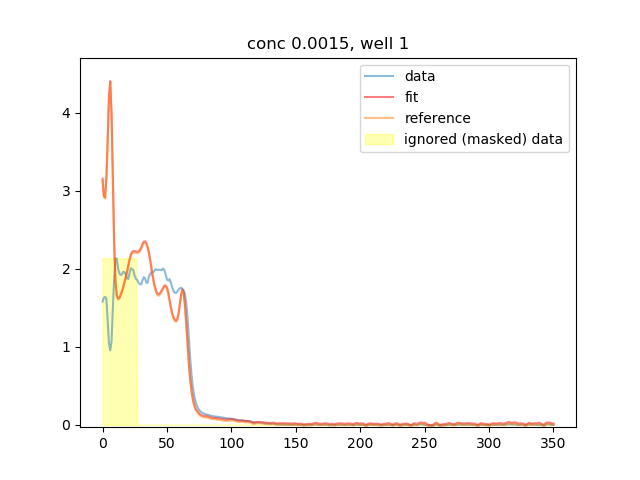 conc 0.0015, well 1
data
fit
reference
ignored (masked) data
4
3
2
1
0
0 50 100 150 200 250 300 350